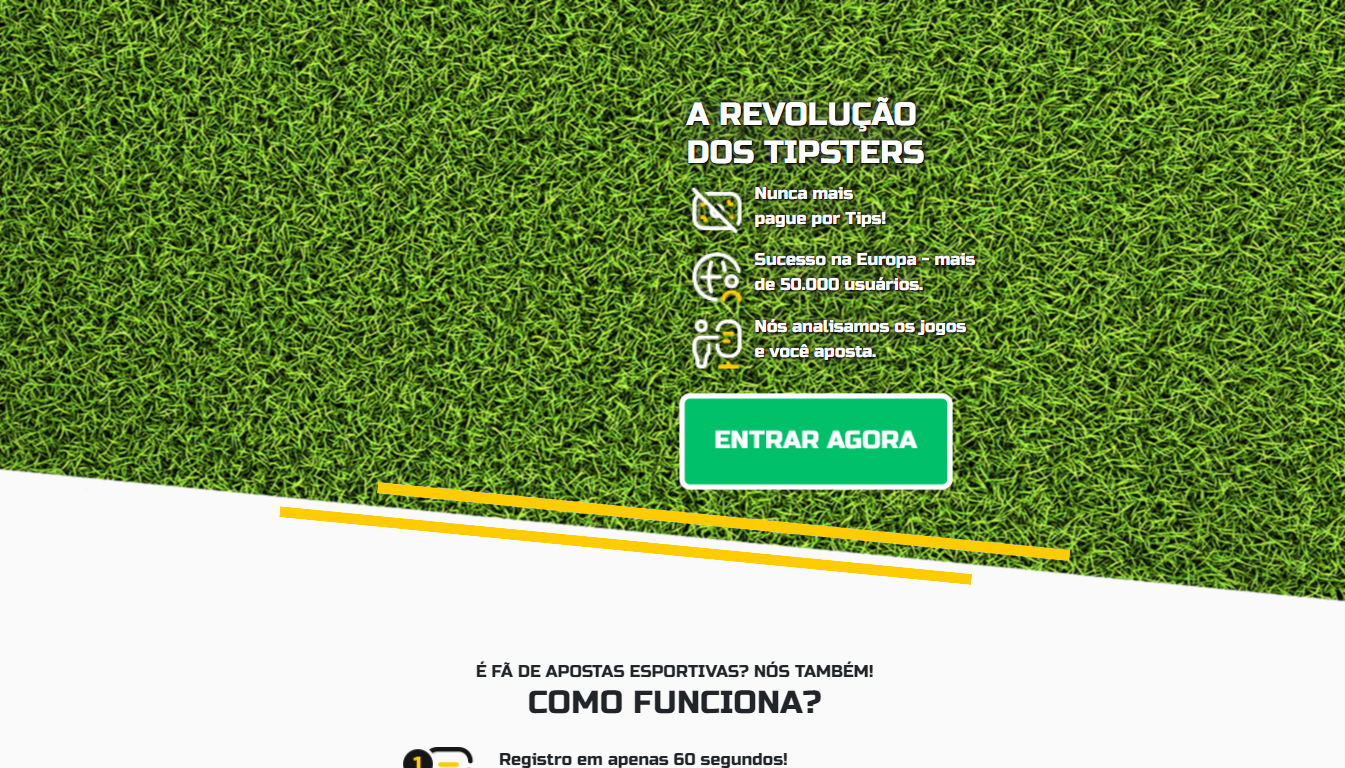 A REVOLUÇÃO
DOS TIPSTERS
Nunca mais
pague por Tips!
Sucesso na Europa - mais
de 50.000 usuários.
Nós analisamos os jogos
e você aposta.
ENTRAR AGORA
É FÃ DE APOSTAS ESPORTIVAS? NÓS TAMBÉM!
COMO FUNCIONA?
1
Registro em apenas 60 segundos!